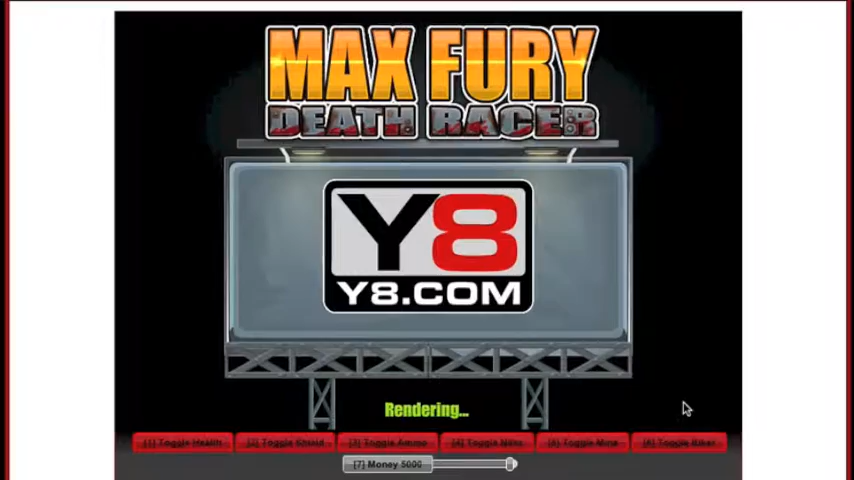 MAX FURY
DEATH RACER
Y8
Y8.COM
Rendering...
[1] Toggle Health [2] Toggle Shield [3] Toggle Ammo [4] Toggle Nitro [5] Toggle Mine [6] Toggle Biker
[7] Money 5000